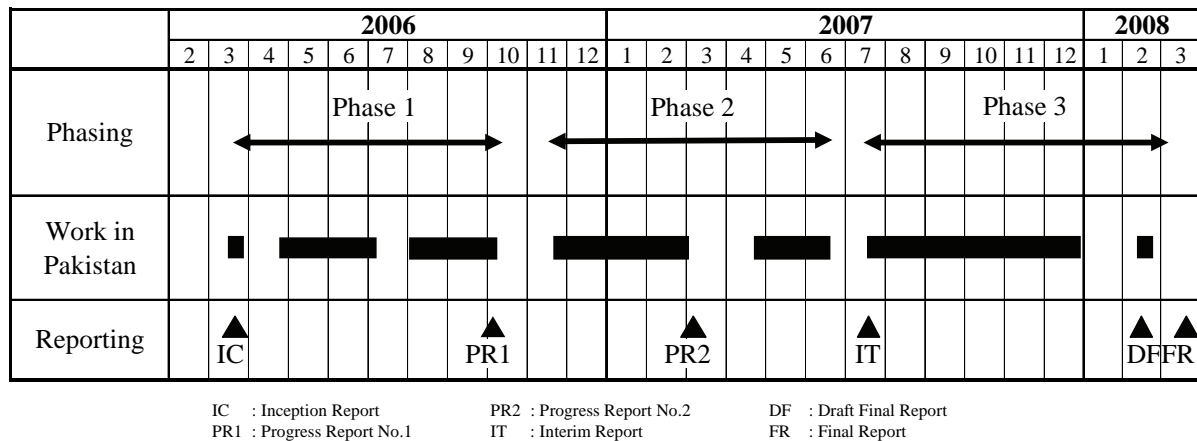 2006 2007 2008
2 3 4 5 6 7 8 9 10 11 12 1 2 3 4 5 6 7 8 9 10 11 12 1 2 3
Phasing Phase 1 Phase 2 Phase 3
Work in
Pakistan
Reporting IC PR1 PR2 IT DF FR
IC : Inception Report PR2 : Progress Report No.2 DF : Draft Final Report
PR1 : Progress Report No.1 IT : Interim Report FR : Final Report